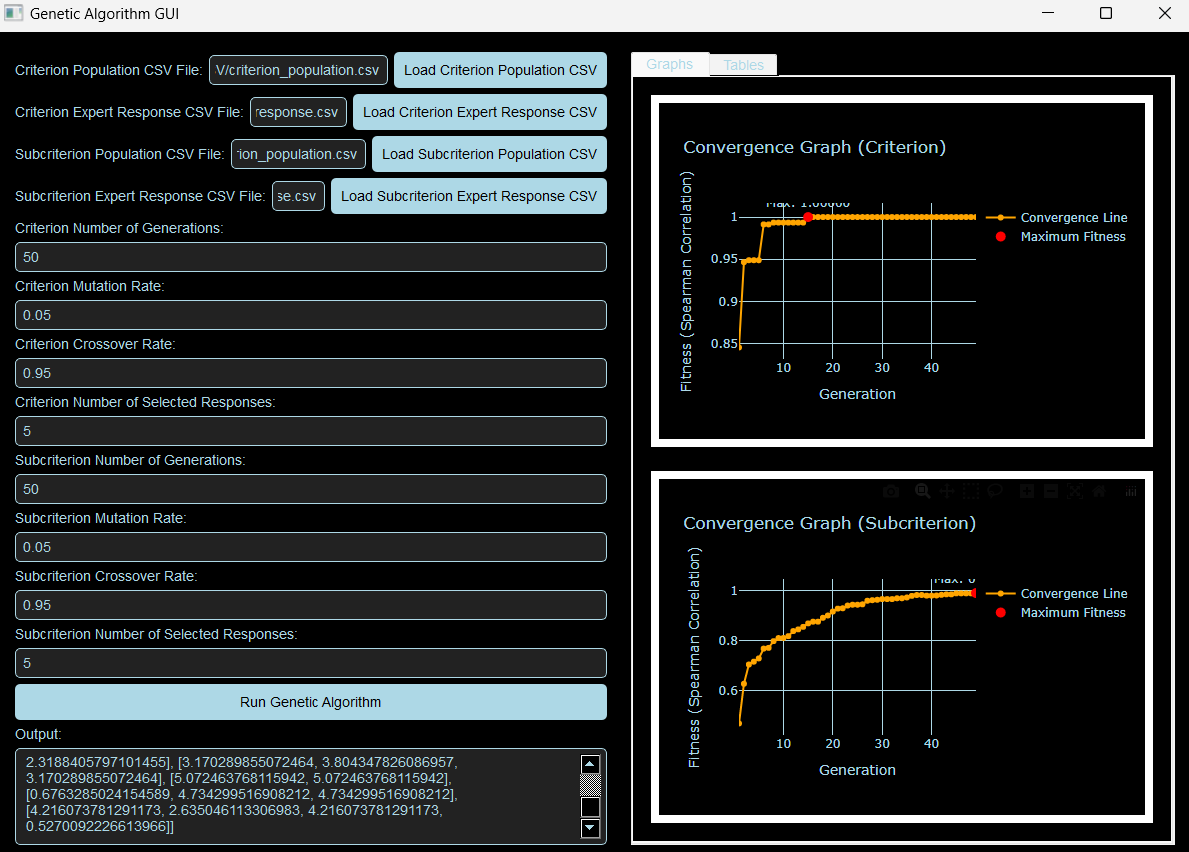 Genetic Algorithm GUI
Criterion Population CSV File: V/criterion_population.csv Load Criterion Population CSV
Criterion Expert Response CSV File: response.csv Load Criterion Expert Response CSV
Subcriterion Population CSV File: ion_population.csv Load Subcriterion Population CSV
Subcriterion Expert Response CSV File: se.csv Load Subcriterion Expert Response CSV
Criterion Number of Generations:
50
Criterion Mutation Rate:
0.05
Criterion Crossover Rate:
0.95
Criterion Number of Selected Responses:
5
Subcriterion Number of Generations:
50
Subcriterion Mutation Rate:
0.05
Subcriterion Crossover Rate:
0.95
Subcriterion Number of Selected Responses:
5
Run Genetic Algorithm
Output:
2.3188405797101455], [3.170289855072464, 3.804347826086957,
3.170289855072464], [5.072463768115942, 5.072463768115942],
[0.6763285024154589, 4.734299516908212, 4.734299516908212],
[4.216073781291173, 2.635046113306983, 4.216073781291173,
0.5270092226613966]]
Graphs Tables
Convergence Graph (Criterion)
Fitness (Spearman Correlation)
Max: 1.00000
1
0.95
0.9
0.85
10 20 30 40
Generation
Convergence Line
Maximum Fitness
Convergence Graph (Subcriterion)
Fitness (Spearman Correlation)
Max: 0
1
0.8
0.6
10 20 30 40
Generation
Convergence Line
Maximum Fitness